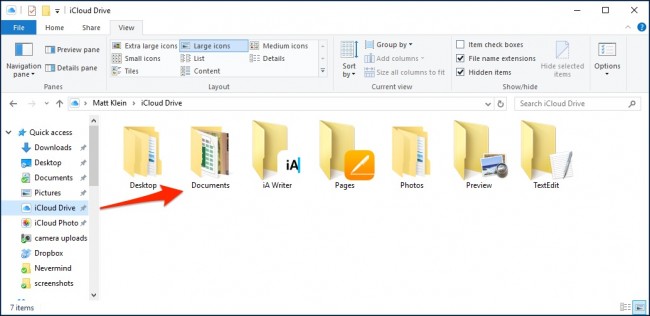 iCloud Drive
File Home Share View
Navigation pane
Preview pane
Details pane
Panes
Extra large icons Large icons Medium icons
Small icons List Details
Tiles Content
Layout
Sort by
Group by
Add columns
Size all columns to fit
Current view
Item check boxes
File name extensions
Hidden items
Hide selected items
Show/hide
Options
Matt Klein iCloud Drive
Search iCloud Drive
Quick access
Downloads
Desktop
Documents
Pictures
iCloud Drive
iCloud Photo
camera uploads
Dropbox
Nevermind
screenshots
iA
Desktop Documents iA Writer Pages Photos Preview TextEdit
7 items